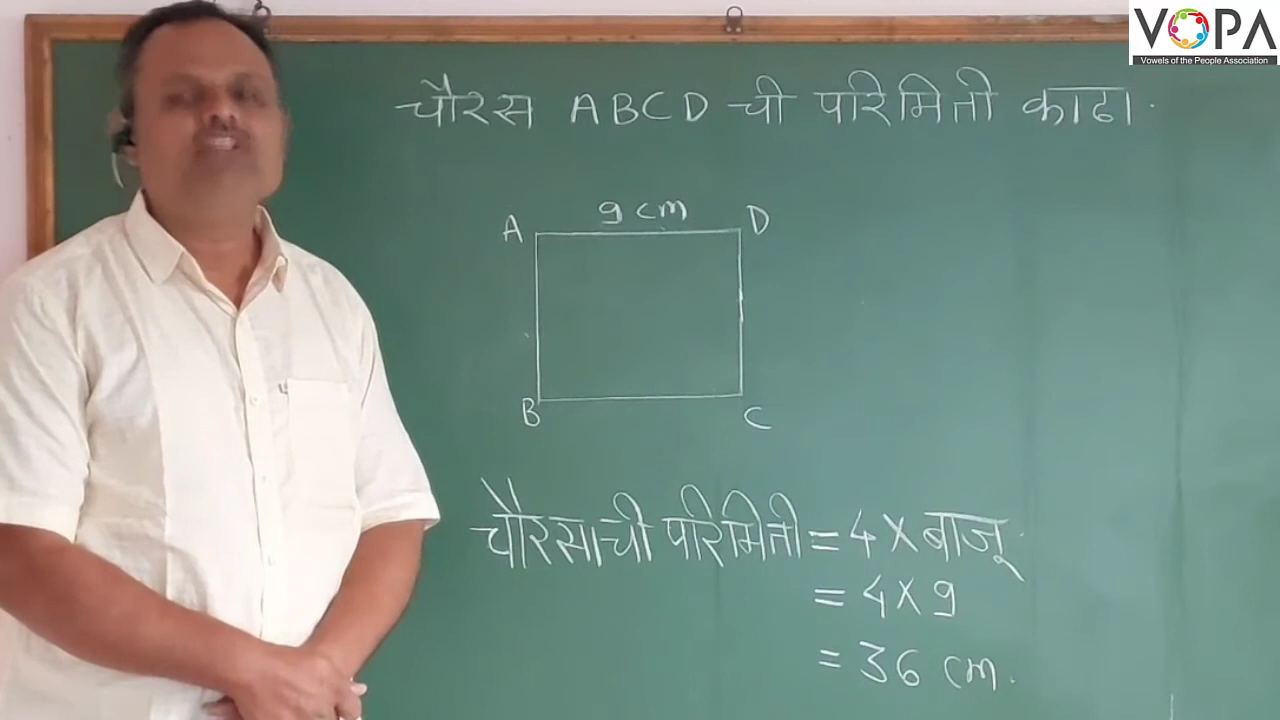 VOPA
Vowels of the People Association
चौरस ABCD ची परिमिती काढा.
9 cm
A D
B C
चौरसाची परिमिती = 4 × बाजू.
= 4 × 9
= 36 cm.